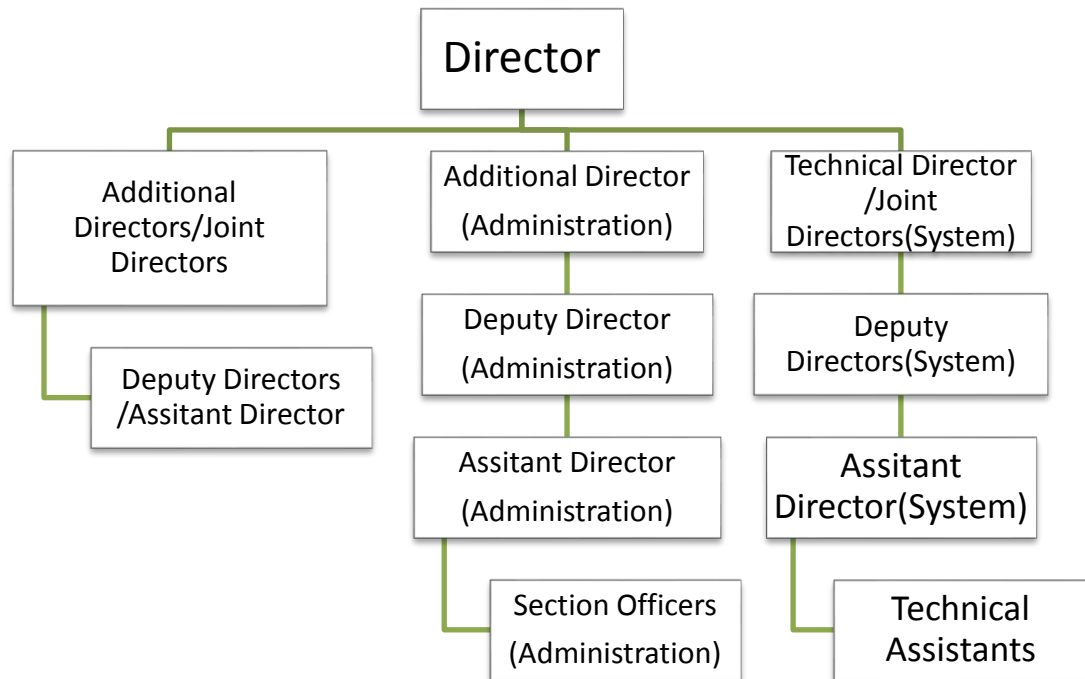 Director
Additional
Directors/Joint
Directors
Deputy Directors
/Assitant Director
Additional Director
(Administration)
Deputy Director
(Administration)
Assitant Director
(Administration)
Section Officers
(Administration)
Technical Director
/Joint
Directors(System)
Deputy
Directors(System)
Assitant
Director(System)
Technical
Assistants